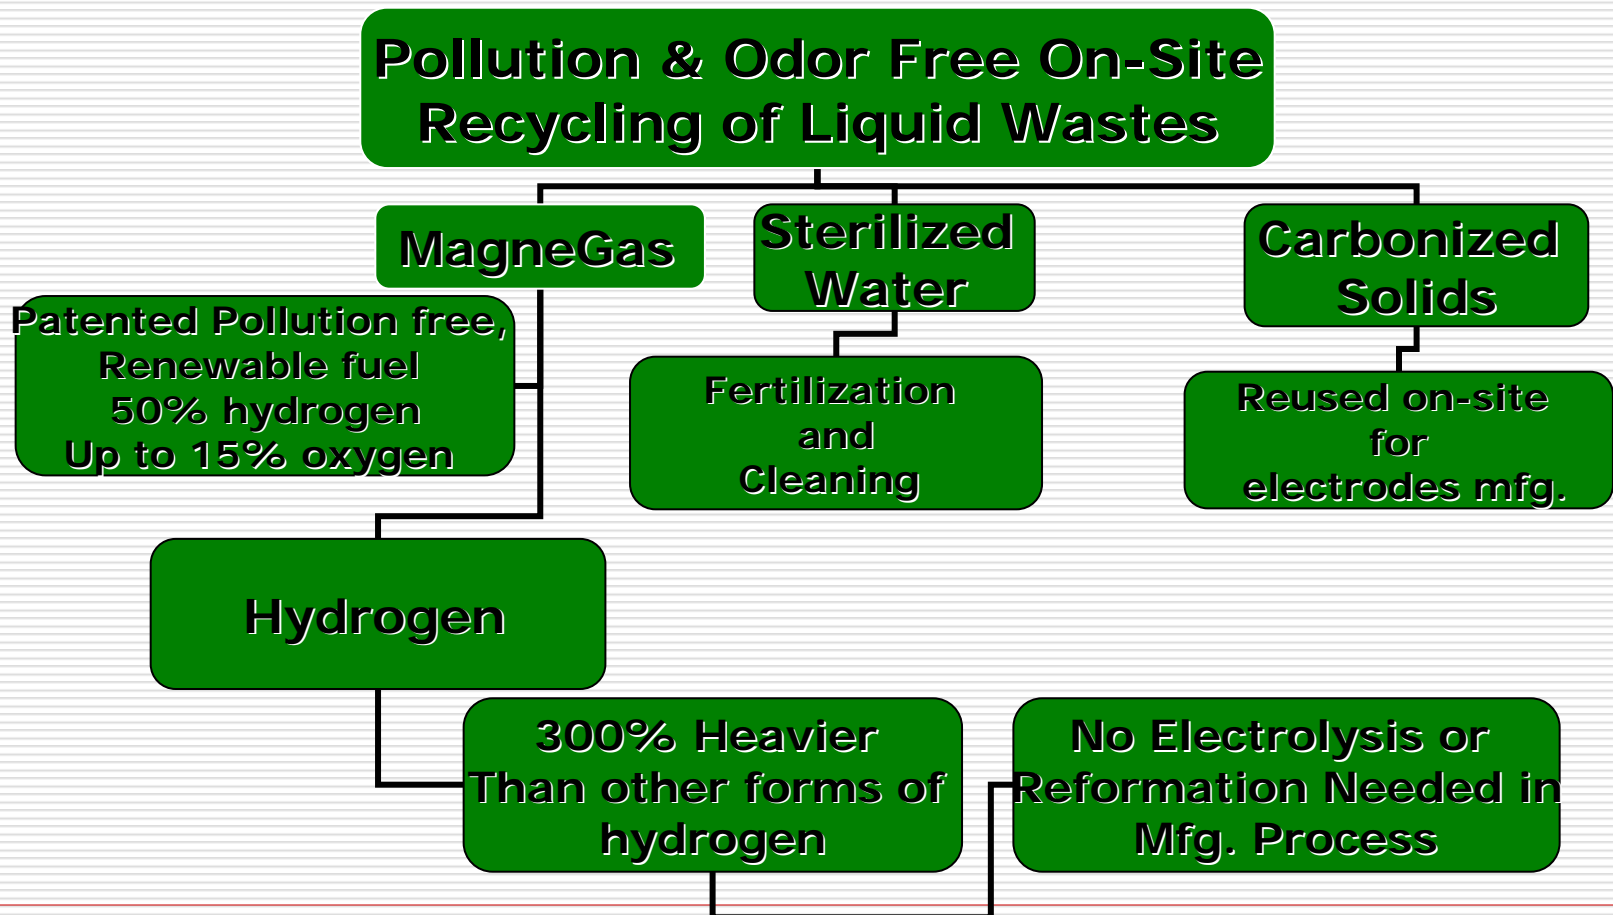 Pollution & Odor Free On-Site
Recycling of Liquid Wastes
MagneGas
Sterilized
Water
Carbonized
Solids
Patented Pollution free,
Renewable fuel
50% hydrogen
Up to 15% oxygen
Fertilization
and
Cleaning
Reused on-site
for
electrodes mfg.
Hydrogen
300% Heavier
Than other forms of
hydrogen
No Electrolysis or
Reformation Needed in
Mfg. Process